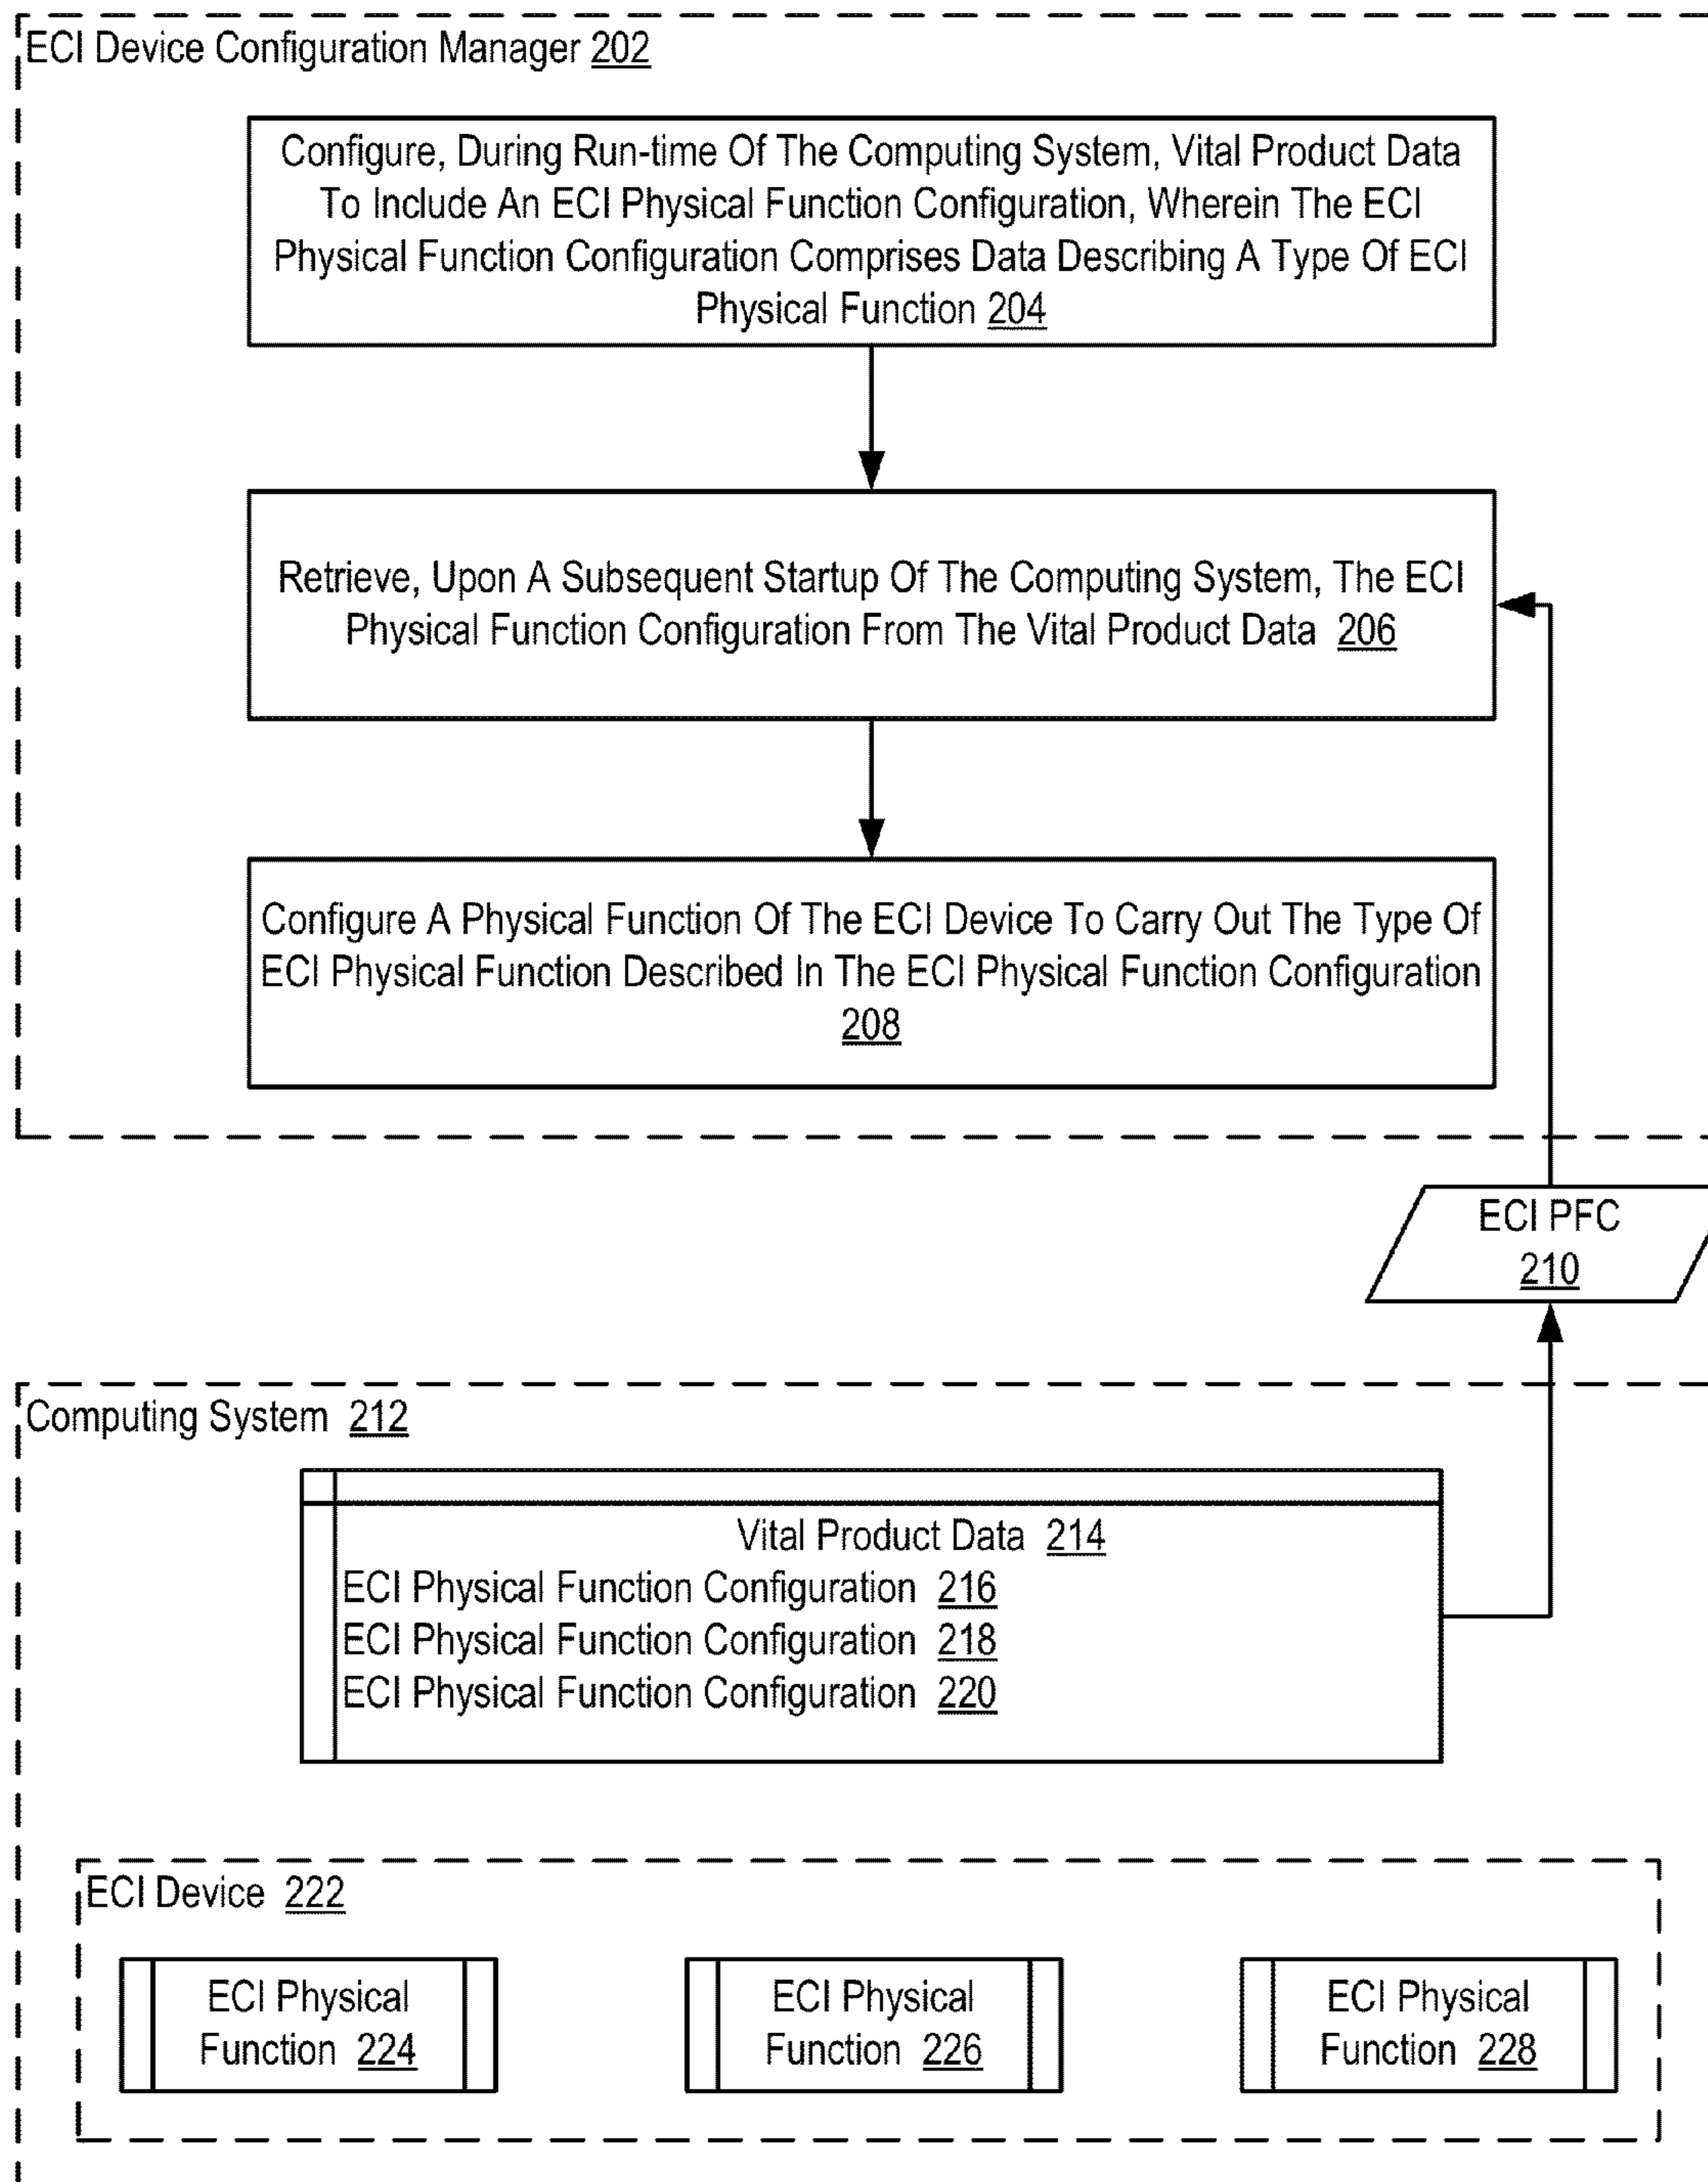 ECI Device Configuration Manager 202
Configure, During Run-time Of The Computing System, Vital Product Data
To Include An ECI Physical Function Configuration, Wherein The ECI
Physical Function Configuration Comprises Data Describing A Type Of ECI
Physical Function 204
Retrieve, Upon A Subsequent Startup Of The Computing System, The ECI
Physical Function Configuration From The Vital Product Data 206
Configure A Physical Function Of The ECI Device To Carry Out The Type Of
ECI Physical Function Described In The ECI Physical Function Configuration
208
ECI PFC
210
Computing System 212
Vital Product Data 214
ECI Physical Function Configuration 216
ECI Physical Function Configuration 218
ECI Physical Function Configuration 220
ECI Device 222
ECI Physical
Function 224
ECI Physical
Function 226
ECI Physical
Function 228